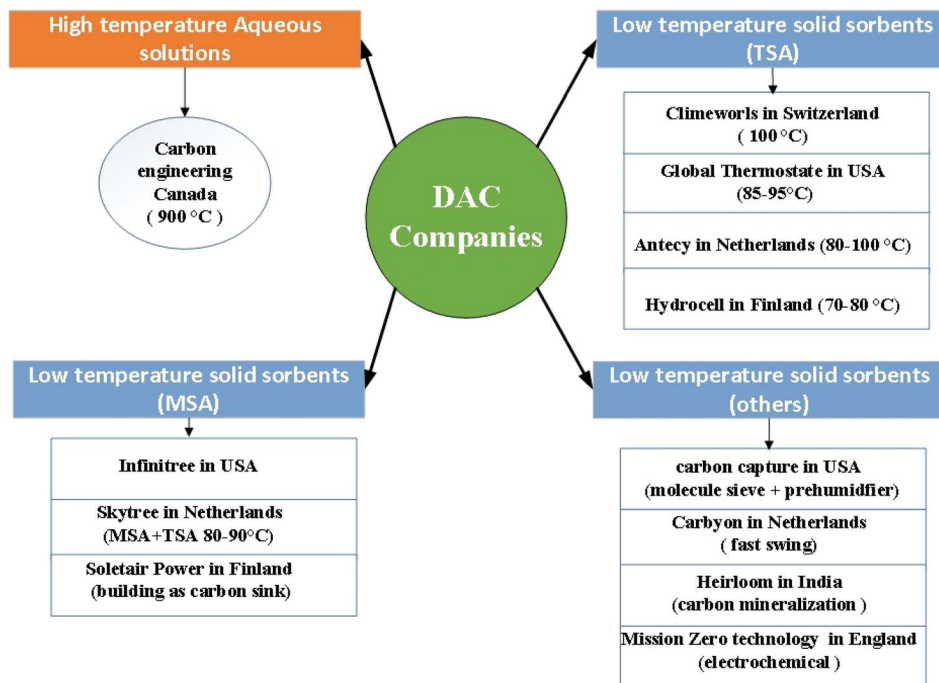 High temperature Aqueous
solutions
Carbon
engineering
Canada
( 900 °C )
DAC
Companies
Low temperature solid sorbents
(TSA)
Climeworls in Switzerland
( 100 °C)
Global Thermostate in USA
(85-95°C)
Antecy in Netherlands (80-100 °C)
Hydrocell in Finland (70-80 °C)
Low temperature solid sorbents
(MSA)
Infinitree in USA
Skytree in Netherlands
(MSA+TSA 80-90°C)
Soletair Power in Finland
(building as carbon sink)
Low temperature solid sorbents
(others)
carbon capture in USA
(molecule sieve + prehumidfier)
Carbyon in Netherlands
( fast swing)
Heirloom in India
(carbon mineralization )
Mission Zero technology in England
(electrochemical )